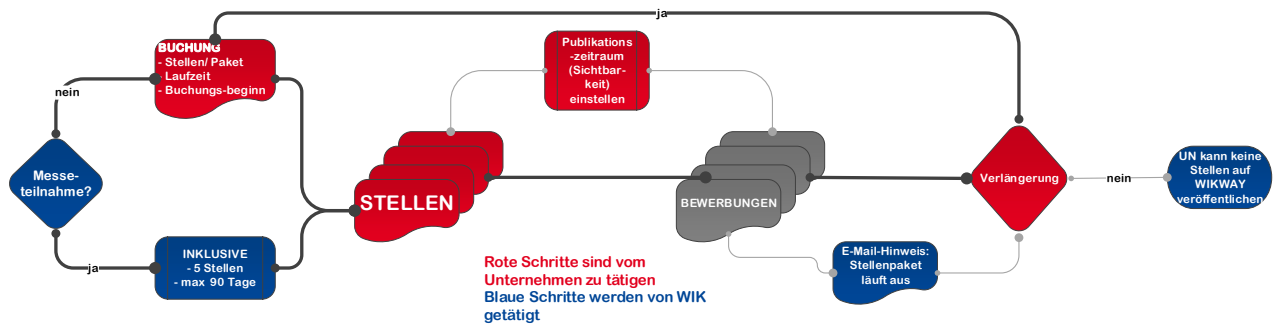 ja
BUCHUNG
- Stellen/ Paket
- Laufzeit
- Buchungs-beginn
Publikations
-zeitraum
(Sichtbar-
keit)
einstellen
nein
Messe-
teilnahme?
STELLEN
BEWERBUNGEN
Verlängerung
nein
UN kann keine
Stellen auf
WIKWAY
veröffentlichen
ja
INKLUSIVE
- 5 Stellen
- max 90 Tage
E-Mail-Hinweis:
Stellenpaket
läuft aus
Rote Schritte sind vom
Unternehmen zu tätigen
Blaue Schritte werden von WIK
getätigt